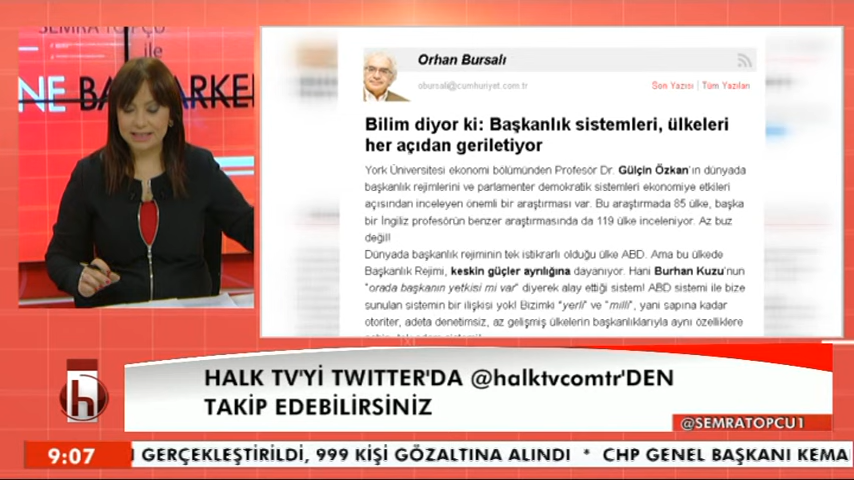 SEMRA TOPÇU
ile
NE BA ARKE
Orhan Bursalı
obursali@cumhuriyet.com.tr
Son Yazısı | Tüm Yazıları
Bilim diyor ki: Başkanlık sistemleri, ülkeleri
her açıdan geriletiyor
York Üniversitesi ekonomi bölümünden Profesör Dr. Gülçin Özkan'ın dünyada
başkanlık rejimlerini ve parlamenter demokratik sistemleri ekonomiye etkileri
açısından inceleyen önemli bir araştırması var. Bu araştırmada 85 ülke, başka
bir İngiliz profesörün benzer araştırmasında da 119 ülke inceleniyor. Az buz
değil!
Dünyada başkanlık rejiminin tek istikrarlı olduğu ülke ABD. Ama bu ülkede
Başkanlık Rejimi, keskin güçler ayrılığına dayanıyor. Hani Burhan Kuzu'nun
"orada başkanın yetkisi mi var" diyerek alay ettiği sistem! ABD sistemi ile bize
sunulan sistemin bir ilişkisi yok! Bizimki "yerli" ve "milli", yani sapına kadar
otoriter, adeta denetimsiz, az gelişmiş ülkelerin başkanlıklarıyla aynı özelliklere
h
HALK TV'Yİ TWITTER'DA @halktvcomtr'DEN
TAKİP EDEBİLİRSİNİZ
@SEMRATOPCU1
9:07 GERÇEKLEŞTİRİLDİ, 999 KİŞİ GÖZALTINA ALINDI * CHP GENEL BAŞKANI KEMA